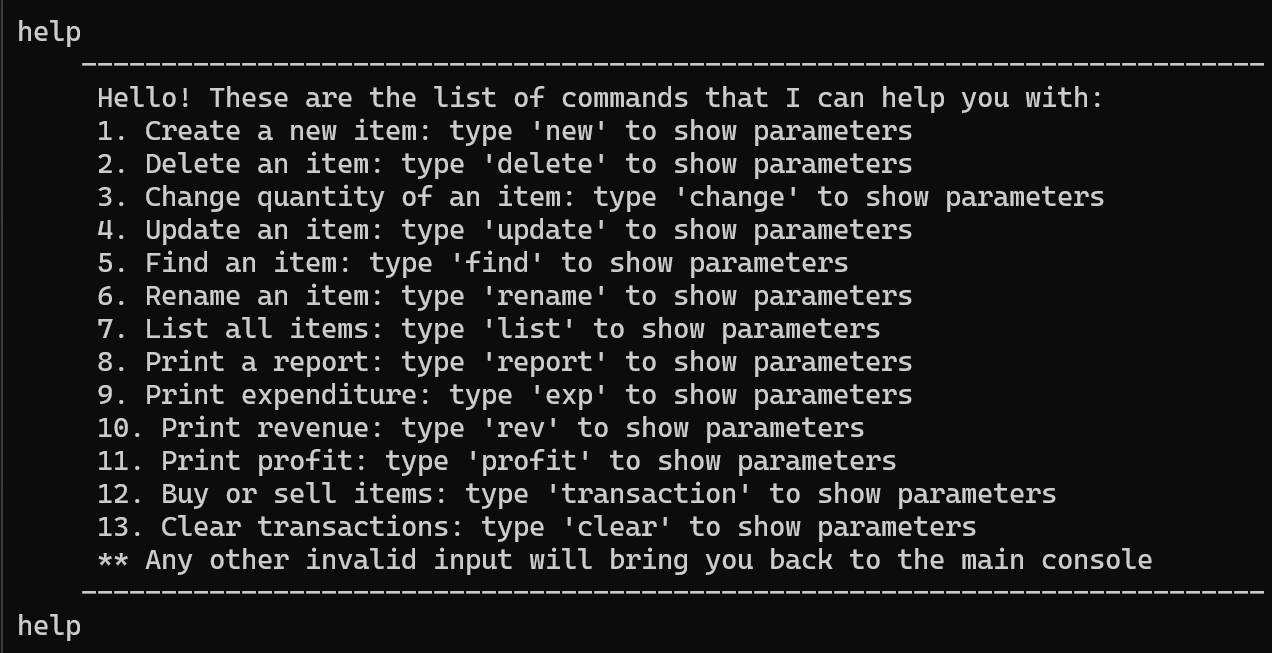 help
--------------------------------------------------------------------------
Hello! These are the list of commands that I can help you with:
1. Create a new item: type 'new' to show parameters
2. Delete an item: type 'delete' to show parameters
3. Change quantity of an item: type 'change' to show parameters
4. Update an item: type 'update' to show parameters
5. Find an item: type 'find' to show parameters
6. Rename an item: type 'rename' to show parameters
7. List all items: type 'list' to show parameters
8. Print a report: type 'report' to show parameters
9. Print expenditure: type 'exp' to show parameters
10. Print revenue: type 'rev' to show parameters
11. Print profit: type 'profit' to show parameters
12. Buy or sell items: type 'transaction' to show parameters
13. Clear transactions: type 'clear' to show parameters
** Any other invalid input will bring you back to the main console
--------------------------------------------------------------------------
help